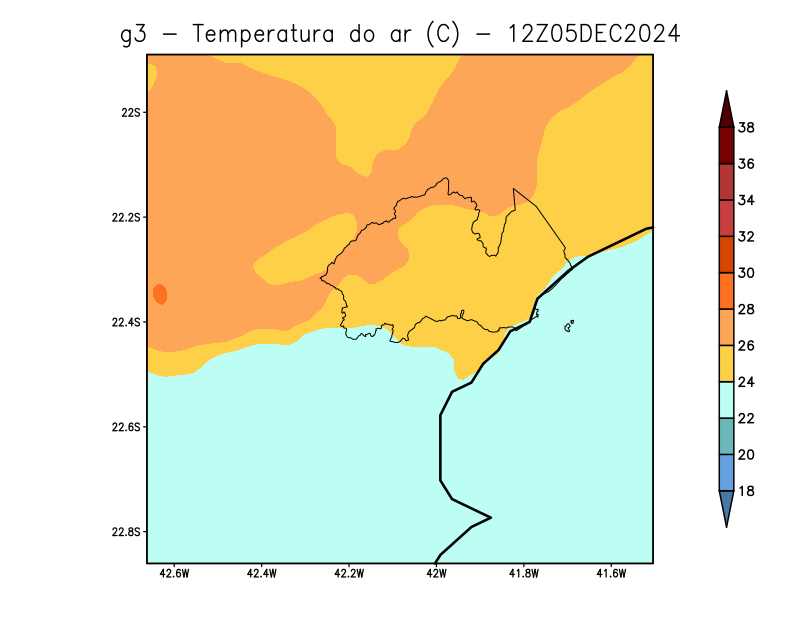 g3 - Temperatura do ar (C) - 12Z05DEC2024
22S
22.2S
22.4S
22.6S
22.8S
42.6W
42.4W
42.2W
42W
41.8W
41.6W
38
36
34
32
30
28
26
24
22
20
18